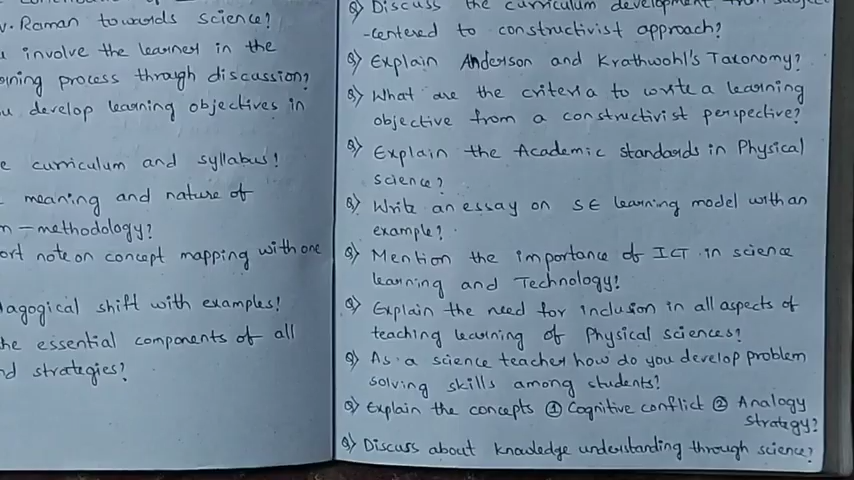 V. Raman towards science?
involve the learner in the
process through discussion?
develop learning objectives in
curriculum and syllabus!
meaning and nature of
- methodology?
note on concept mapping with one
shift with examples!
the essential components of all
strategies?
Q) Discuss the curriculum development from subject
-centered to constructivist approach?
Q) Explain Anderson and Krathwohl's Taxonomy?
Q) What are the criteria to write a learning
objective from a constructivist perspective?
Q) Explain the Academic standards in Physical
science?
Q) Write an essay on 5E learning model with an
example?
Q) Mention the importance of ICT in science
learning and Technology!
Q) Explain the need for inclusion in all aspects of
teaching learning of Physical sciences?
Q) As a science teacher how do you develop problem
solving skills among students?
Q) Explain the concepts ① Cognitive conflict ② Analogy
strategy?
Q) Discuss about knowledge understanding through science?